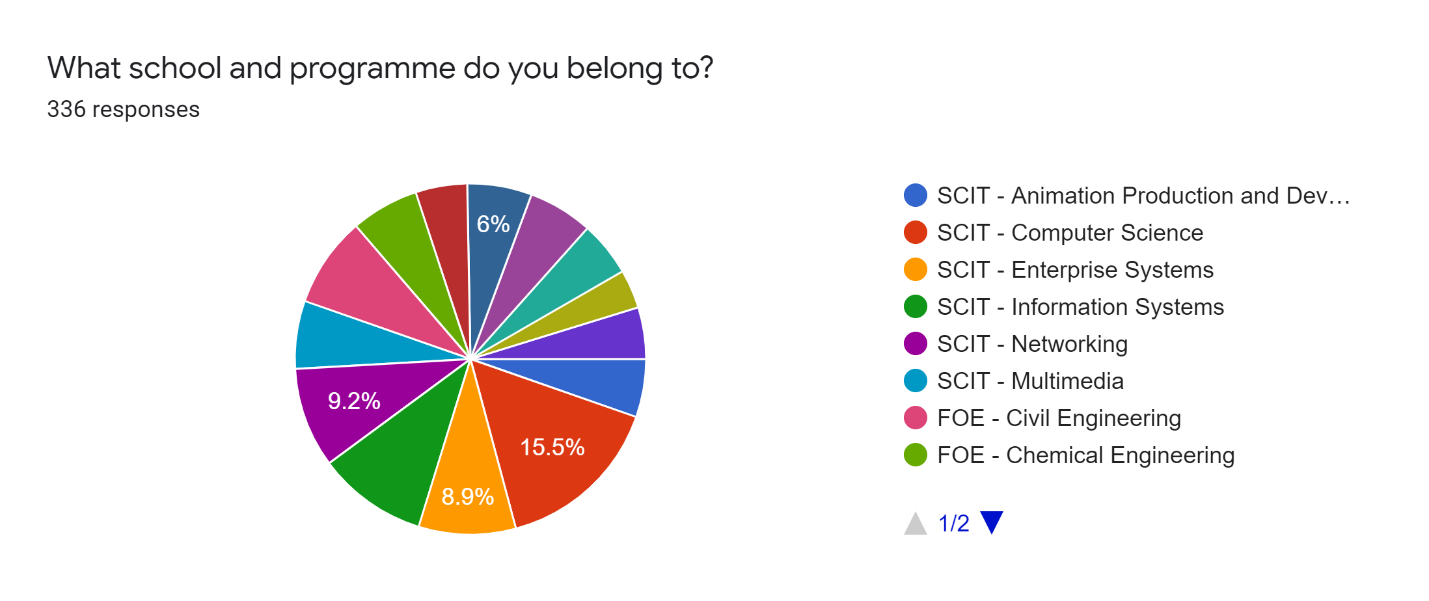 What school and programme do you belong to?
336 responses
6%
9.2%
15.5%
8.9%
SCIT - Animation Production and Dev…
SCIT - Computer Science
SCIT - Enterprise Systems
SCIT - Information Systems
SCIT - Networking
SCIT - Multimedia
FOE - Civil Engineering
FOE - Chemical Engineering
1/2